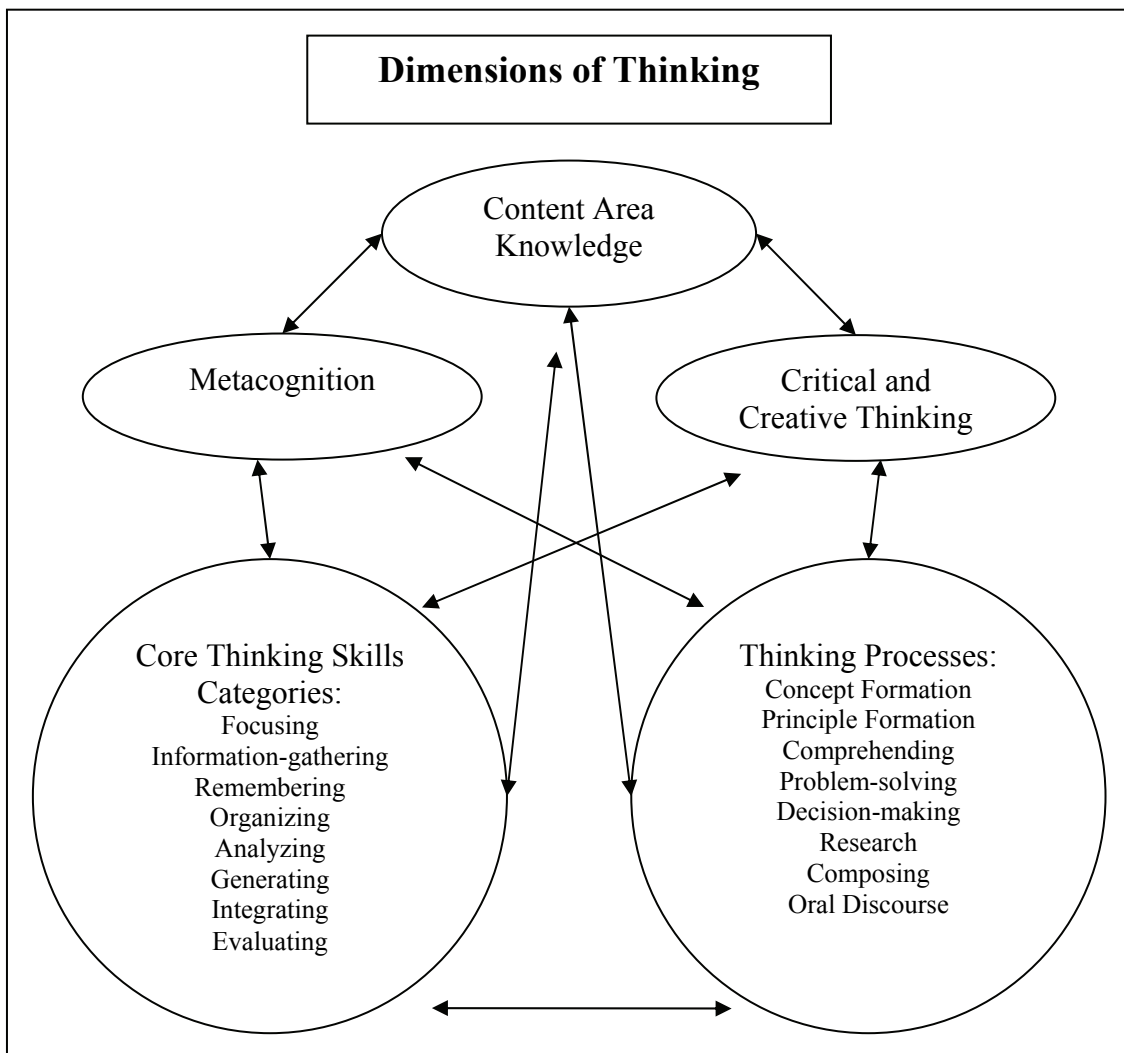 Dimensions of Thinking
Content Area
Knowledge
Metacognition
Critical and
Creative Thinking
Core Thinking Skills
Categories:
Focusing
Information-gathering
Remembering
Organizing
Analyzing
Generating
Integrating
Evaluating
Thinking Processes:
Concept Formation
Principle Formation
Comprehending
Problem-solving
Decision-making
Research
Composing
Oral Discourse